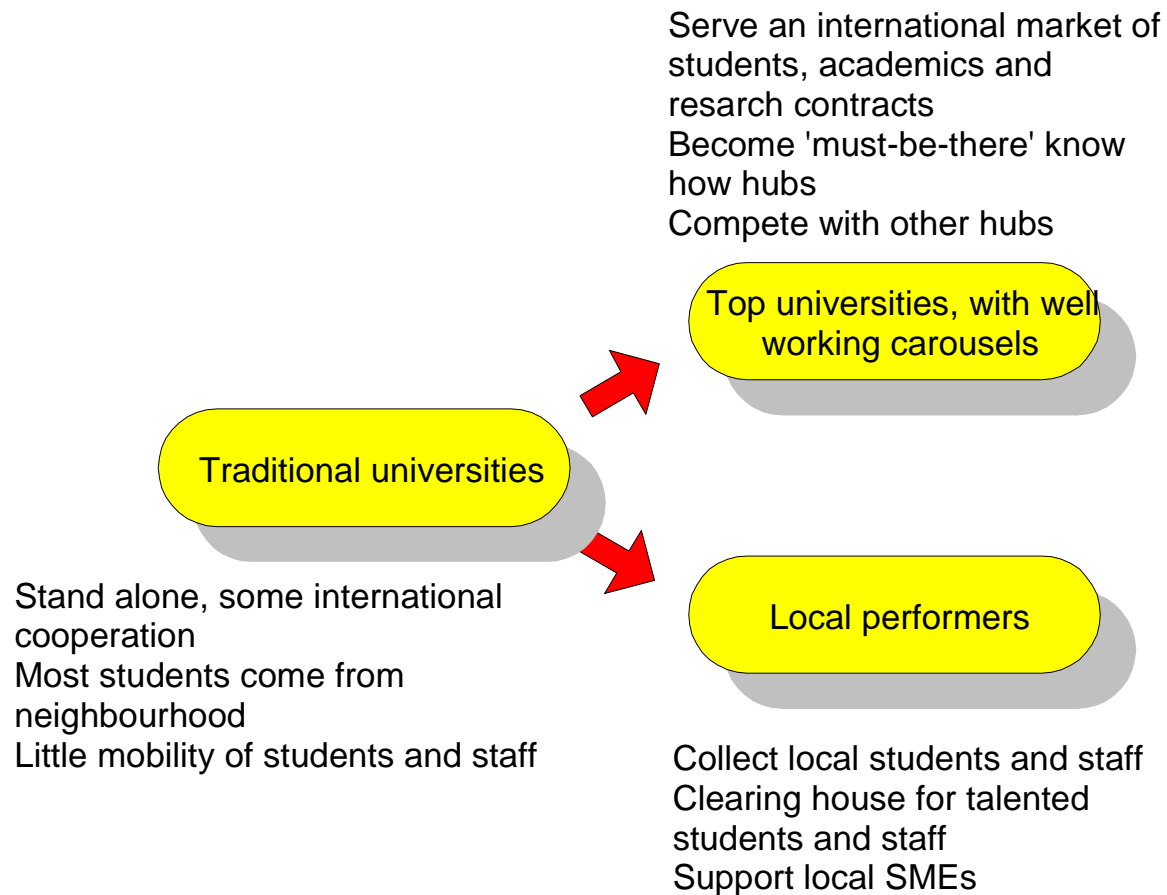 Serve an international market of
students, academics and
resarch contracts
Become 'must-be-there' know
how hubs
Compete with other hubs
Top universities, with well
working carousels
Traditional universities
Stand alone, some international
cooperation
Most students come from
neighbourhood
Little mobility of students and staff
Local performers
Collect local students and staff
Clearing house for talented
students and staff
Support local SMEs